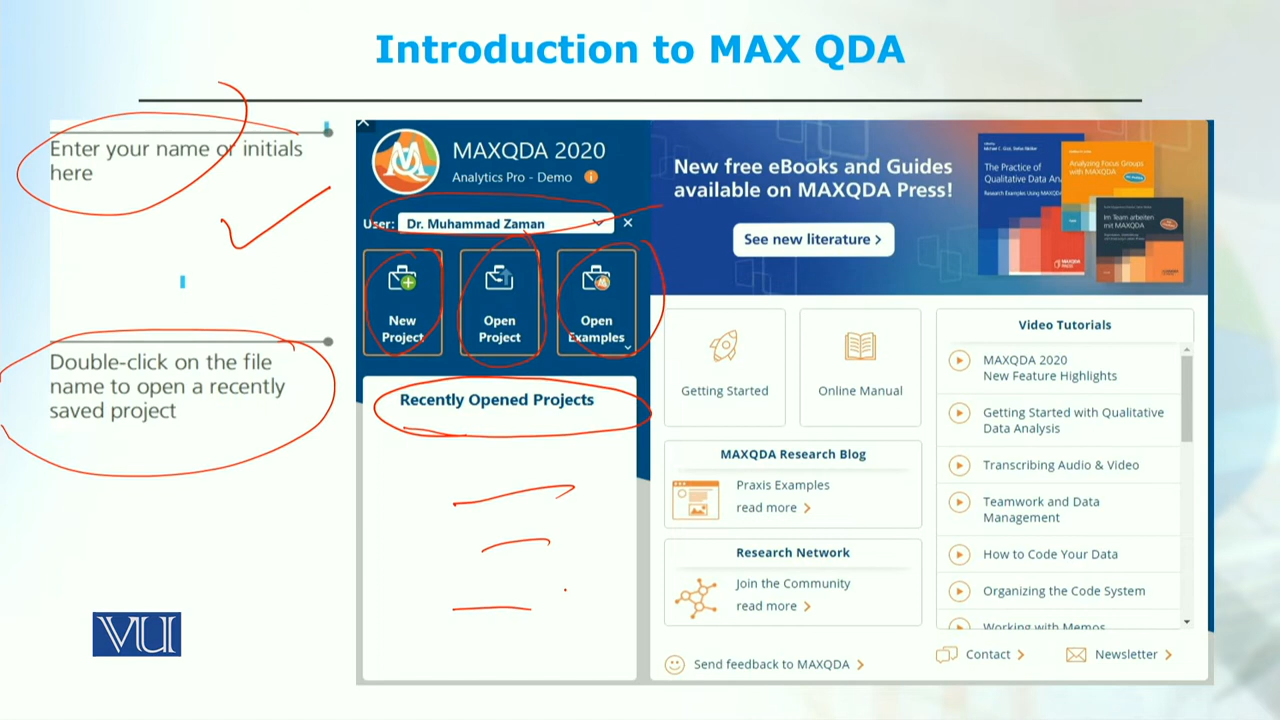 Introduction to MAX QDA
Enter your name or initials
here
Double-click on the file
name to open a recently
saved project
VU
MAXQDA 2020
Analytics Pro - Demo
User: Dr. Muhammad Zaman
New
Project
Open
Project
Open
Examples
Recently Opened Projects
New free eBooks and Guides
available on MAXQDA Press!
See new literature
The Practice of
Qualitative Data
Research Examples Using MAXQDA
MAXQDA
PRESS
Analyzing Focus Groups
with MAXQDA
Im Team arbeiten
mit MAXQDA
Getting Started
Online Manual
MAXQDA Research Blog
Praxis Examples
read more
Research Network
Join the Community
read more
Send feedback to MAXQDA
Video Tutorials
MAXQDA 2020
New Feature Highlights
Getting Started with Qualitative
Data Analysis
Transcribing Audio & Video
Teamwork and Data
Management
How to Code Your Data
Organizing the Code System
Working with Memos
Contact
Newsletter